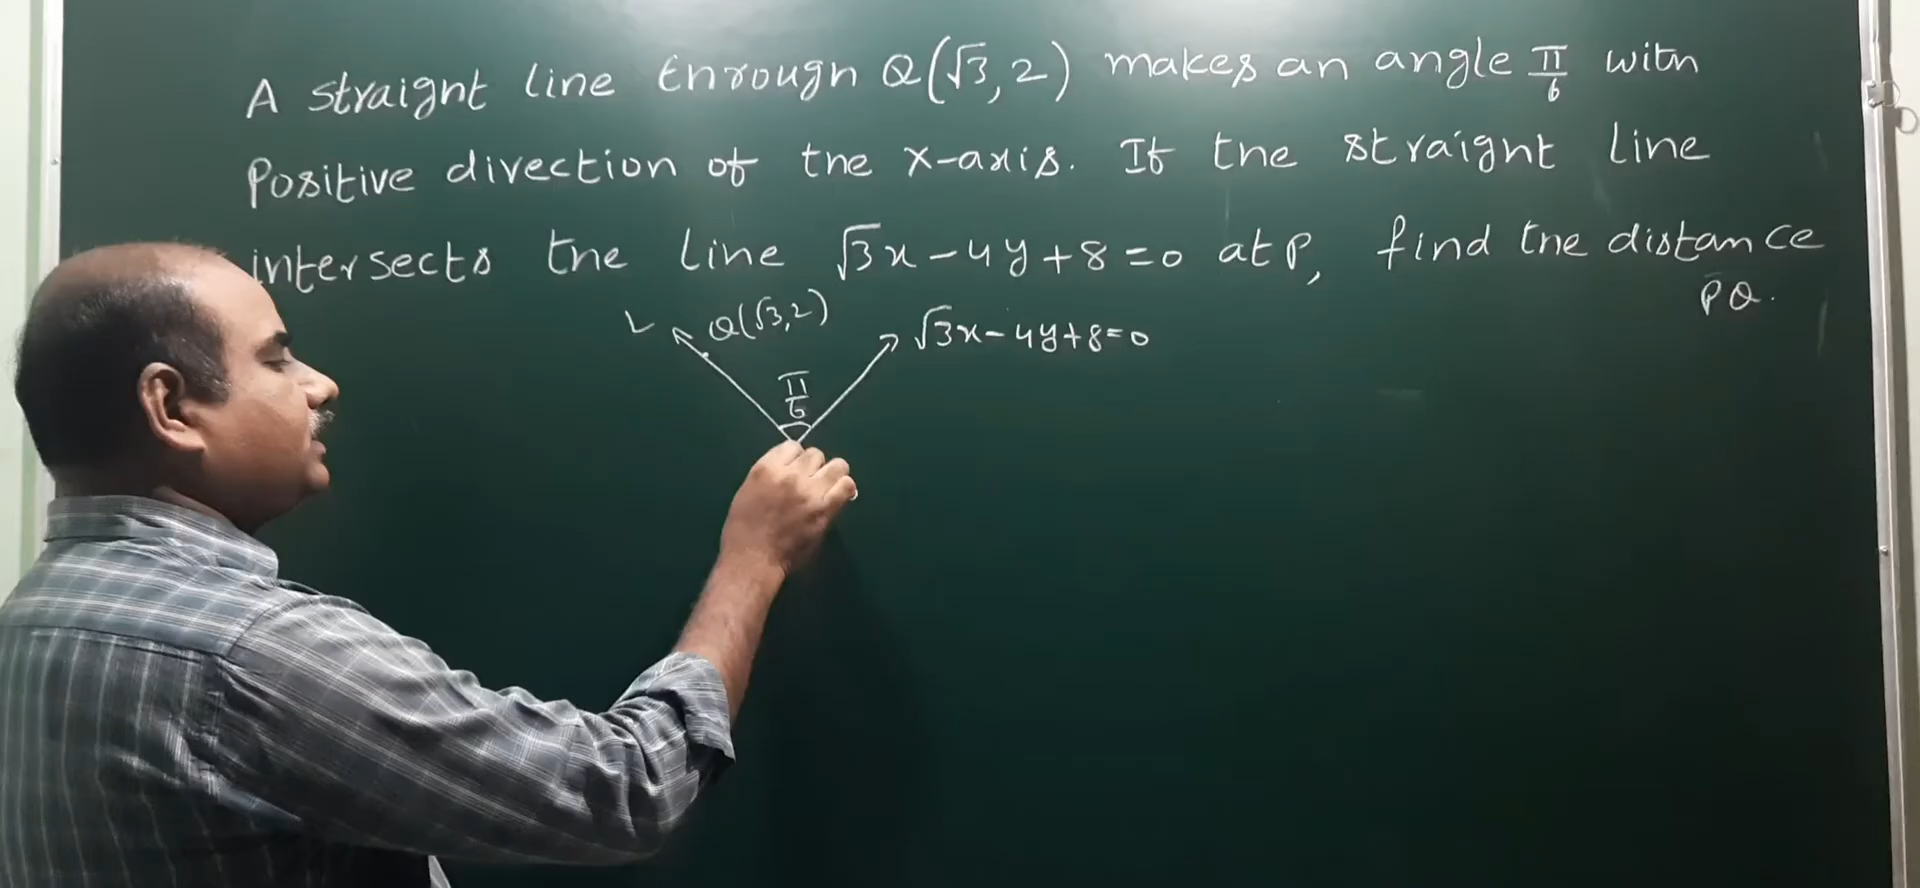 A straight line through Q(√3,2) makes an angle π/6 with
Positive direction of the x-axis. If the straight line
intersects the line √3x-4y+8=0 at P, find the distance
PQ.
L Q(√3,2) √3x-4y+8=0
π/6